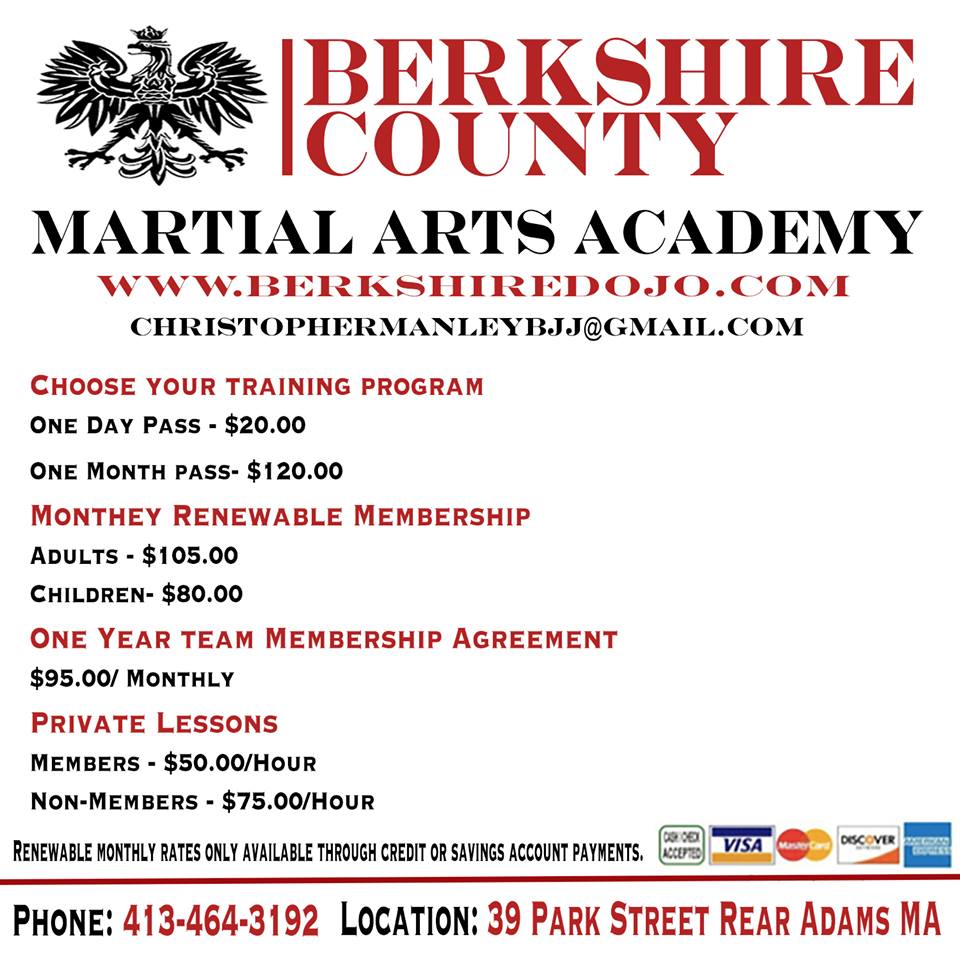 BERKSHIRE
COUNTY
MARTIAL ARTS ACADEMY
WWW.BERKSHIREDOJO.COM
CHRISTOPHERMANLEYBJJ@GMAIL.COM
CHOOSE YOUR TRAINING PROGRAM
ONE DAY PASS - $20.00
ONE MONTH PASS- $120.00
MONTHEY RENEWABLE MEMBERSHIP
ADULTS - $105.00
CHILDREN- $80.00
ONE YEAR TEAM MEMBERSHIP AGREEMENT
$95.00/ MONTHLY
PRIVATE LESSONS
MEMBERS - $50.00/HOUR
NON-MEMBERS - $75.00/HOUR
RENEWABLE MONTHLY RATES ONLY AVAILABLE THROUGH CREDIT OR SAVINGS ACCOUNT PAYMENTS.
CASH CHECK
ACCEPTED
VISA
MasterCard
DISCOVER
NETWORK
AMERICAN
EXPRESS
PHONE: 413-464-3192 LOCATION: 39 PARK STREET REAR ADAMS MA